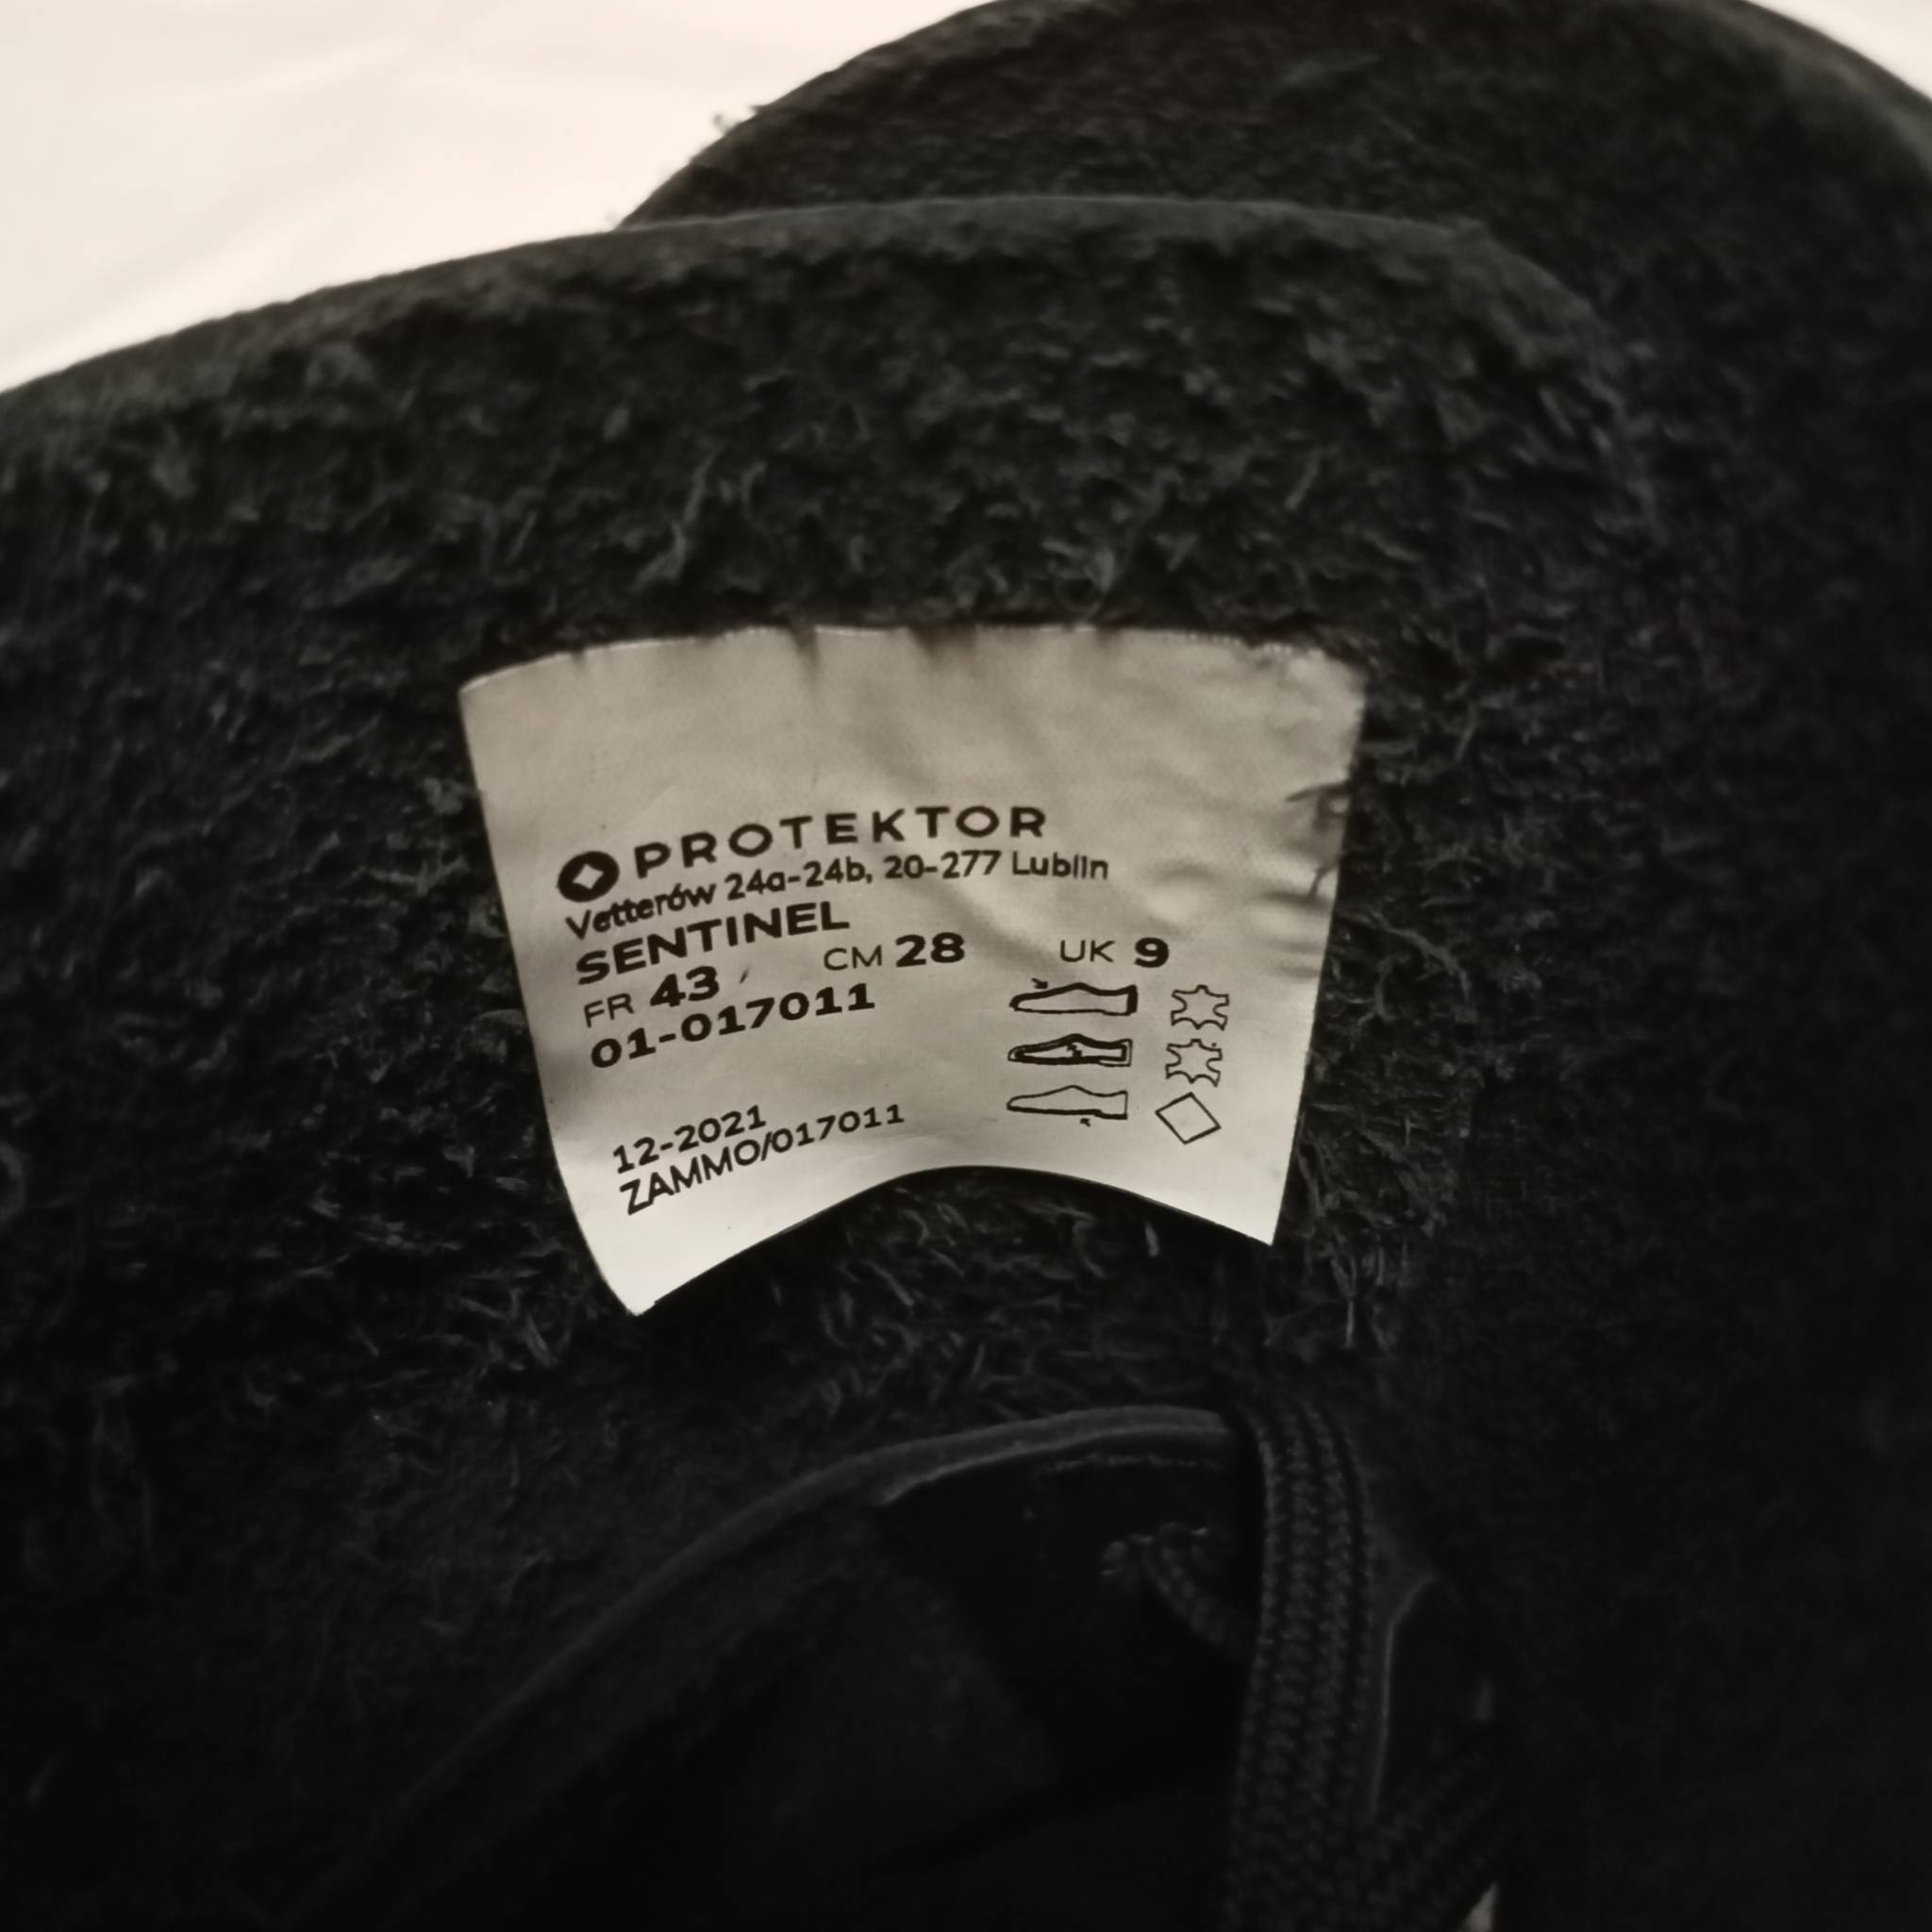 PROTEKTOR
Vetterów 24a-24b, 20-277 Lublin
SENTINEL
FR 43 CM 28 UK 9
01-017011
12-2021
ZAMMO/017011